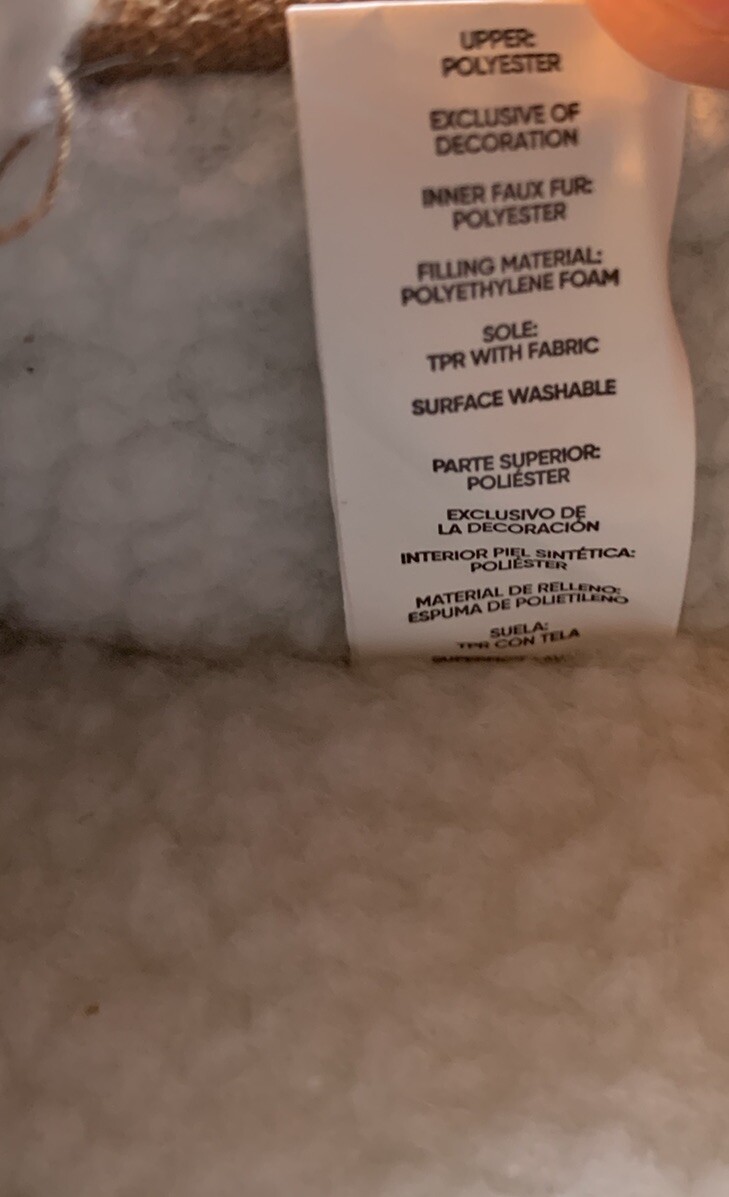 UPPER:
POLYESTER
EXCLUSIVE OF
DECORATION
INNER FAUX FUR:
POLYESTER
FILLING MATERIAL:
POLYETHYLENE FOAM
SOLE:
TPR WITH FABRIC
SURFACE WASHABLE
PARTE SUPERIOR:
POLIÉSTER
EXCLUSIVO DE
LA DECORACIÓN
INTERIOR PIEL SINTÉTICA:
POLIÉSTER
MATERIAL DE RELLENO:
ESPUMA DE POLIETILENO
SUELA:
TPR CON TELA